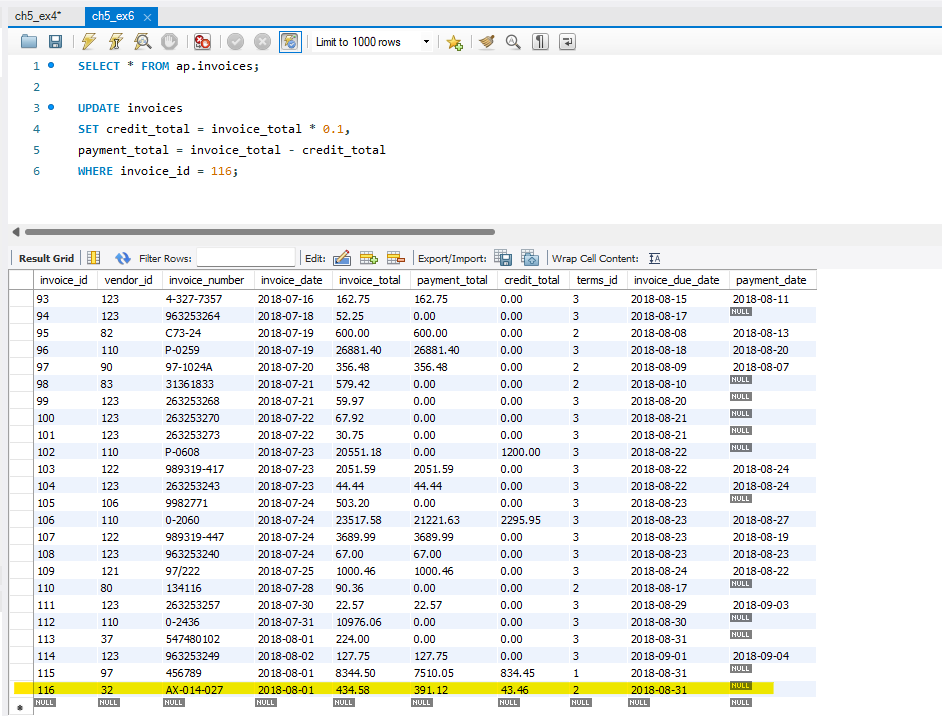 ch5_ex4* ch5_ex6
Limit to 1000 rows
1 SELECT * FROM ap.invoices;
2
3 UPDATE invoices
4 SET credit_total = invoice_total * 0.1,
5 payment_total = invoice_total - credit_total
6 WHERE invoice_id = 116;
Result Grid Filter Rows: Edit: Export/Import: Wrap Cell Content: IA
invoice_id vendor_id invoice_number invoice_date invoice_total payment_total credit_total terms_id invoice_due_date payment_date
93 123 4-327-7357 2018-07-16 162.75 162.75 0.00 3 2018-08-15 2018-08-11
94 123 963253264 2018-07-18 52.25 0.00 0.00 3 2018-08-17 NULL
95 82 C73-24 2018-07-19 600.00 600.00 0.00 2 2018-08-08 2018-08-13
96 110 P-0259 2018-07-19 26881.40 26881.40 0.00 3 2018-08-18 2018-08-20
97 90 97-1024A 2018-07-20 356.48 356.48 0.00 2 2018-08-09 2018-08-07
98 83 31361833 2018-07-21 579.42 0.00 0.00 2 2018-08-10 NULL
99 123 263253268 2018-07-21 59.97 0.00 0.00 3 2018-08-20 NULL
100 123 263253270 2018-07-22 67.92 0.00 0.00 3 2018-08-21 NULL
101 123 263253273 2018-07-22 30.75 0.00 0.00 3 2018-08-21 NULL
102 110 P-0608 2018-07-23 20551.18 0.00 1200.00 3 2018-08-22 NULL
103 122 989319-417 2018-07-23 2051.59 2051.59 0.00 3 2018-08-22 2018-08-24
104 123 263253243 2018-07-23 44.44 44.44 0.00 3 2018-08-22 2018-08-24
105 106 9982771 2018-07-24 503.20 0.00 0.00 3 2018-08-23 NULL
106 110 0-2060 2018-07-24 23517.58 21221.63 2295.95 3 2018-08-23 2018-08-27
107 122 989319-447 2018-07-24 3689.99 3689.99 0.00 3 2018-08-23 2018-08-19
108 123 963253240 2018-07-24 67.00 67.00 0.00 3 2018-08-23 2018-08-23
109 121 97/222 2018-07-25 1000.46 1000.46 0.00 3 2018-08-24 2018-08-22
110 80 134116 2018-07-28 90.36 0.00 0.00 2 2018-08-17 NULL
111 123 263253257 2018-07-30 22.57 22.57 0.00 3 2018-08-29 2018-09-03
112 110 0-2436 2018-07-31 10976.06 0.00 0.00 3 2018-08-30 NULL
113 37 547480102 2018-08-01 224.00 0.00 0.00 3 2018-08-31 NULL
114 123 963253249 2018-08-02 127.75 127.75 0.00 3 2018-09-01 2018-09-04
115 97 456789 2018-08-01 8344.50 7510.05 834.45 1 2018-08-31 NULL
116 32 AX-014-027 2018-08-01 434.58 391.12 43.46 2 2018-08-31 NULL
NULL NULL NULL NULL NULL NULL NULL NULL NULL NULL